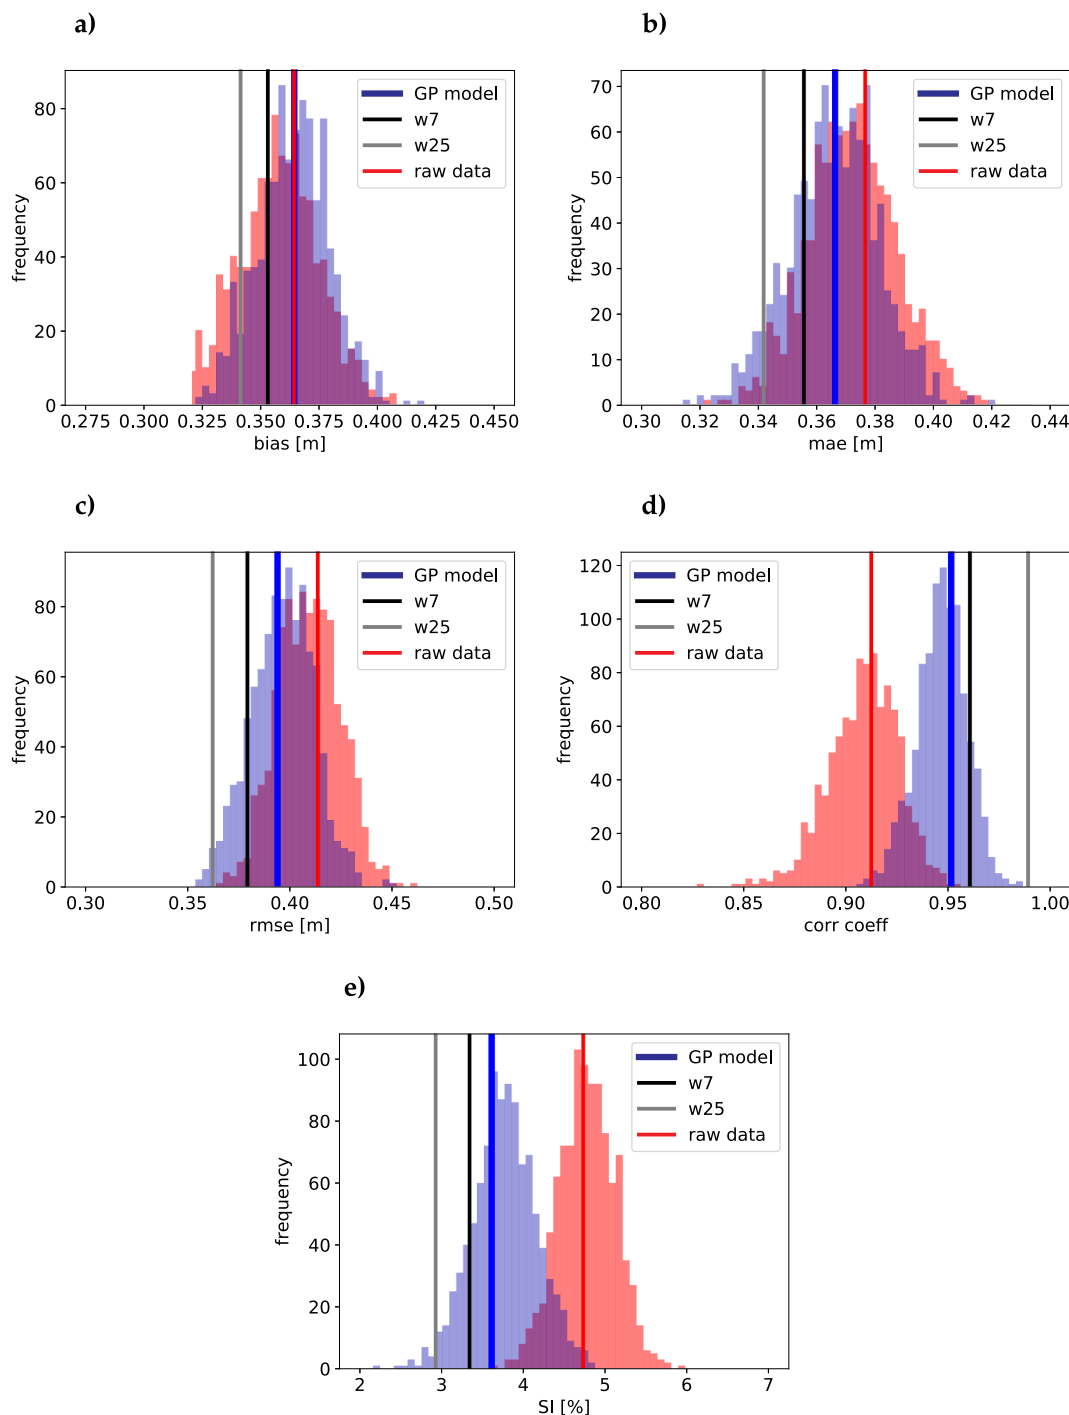 a)
GP model
w7
w25
raw data
frequency
80
60
40
20
0
0.275 0.300 0.325 0.350 0.375 0.400 0.425 0.450
bias [m]
b)
GP model
w7
w25
raw data
frequency
70
60
50
40
30
20
10
0
0.30 0.32 0.34 0.36 0.38 0.40 0.42 0.44
mae [m]
c)
GP model
w7
w25
raw data
frequency
80
60
40
20
0
0.30 0.35 0.40 0.45 0.50
rmse [m]
d)
GP model
w7
w25
raw data
frequency
120
100
80
60
40
20
0
0.80 0.85 0.90 0.95 1.00
corr coeff
e)
GP model
w7
w25
raw data
frequency
100
80
60
40
20
0
2 3 4 5 6 7
SI [%]